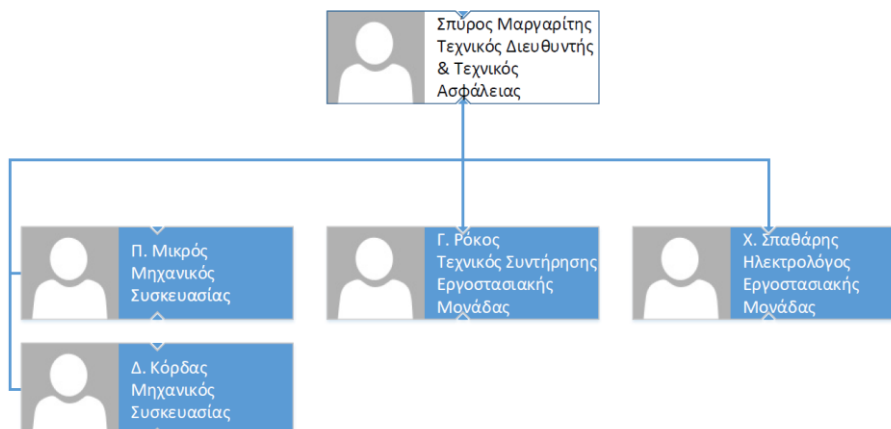 Σπύρος Μαργαρίτης
Τεχνικός Διευθυντής
& Τεχνικός
Ασφάλειας
Π. Μικρός
Μηχανικός
Συσκευασίας
Γ. Ρόκος
Τεχνικός Συντήρησης
Εργοστασιακής
Μονάδας
Χ. Σπαθάρης
Ηλεκτρολόγος
Εργοστασιακής
Μονάδας
Δ. Κόρδας
Μηχανικός
Συσκευασίας